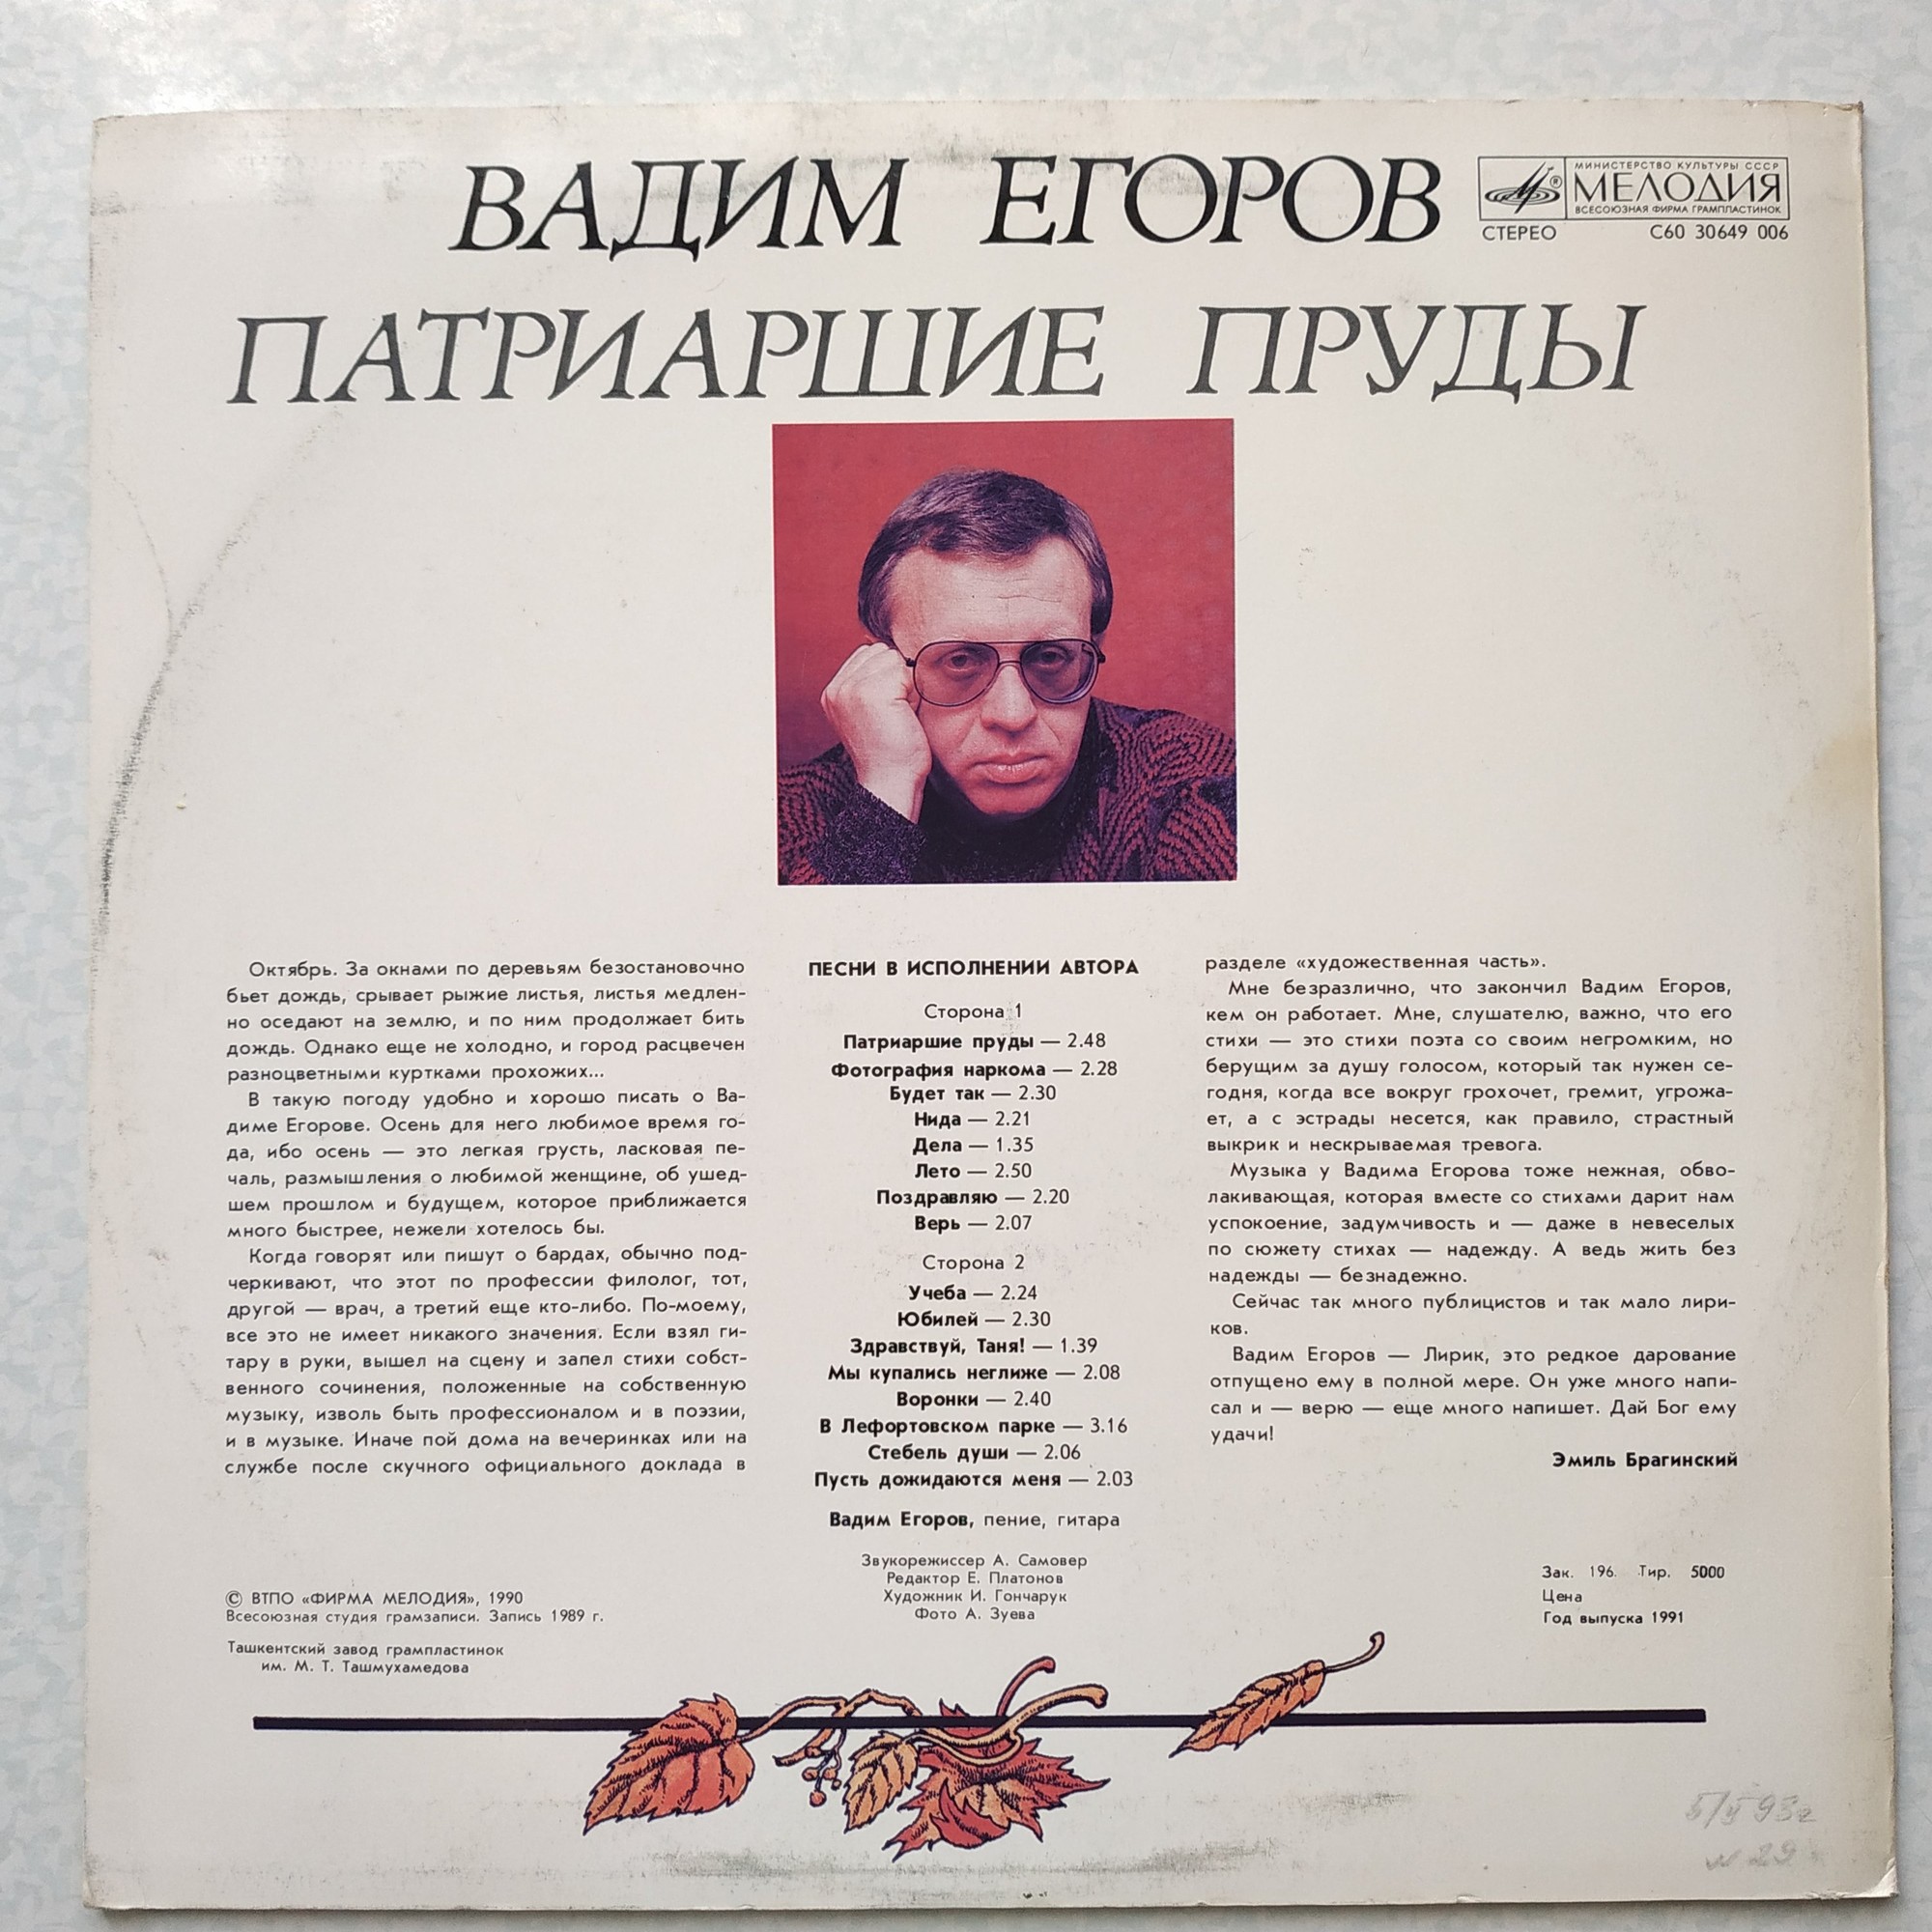 ВАДИМ ЕГОРОВ
МИНИСТЕРСТВО КУЛЬТУРЫ СССР
МЕЛОДИЯ
ВСЕСОЮЗНАЯ ФИРМА ГРАМПЛАСТИНОК
СТЕРЕО С60 30649 006
ПАТРИАРШИЕ ПРУДЫ
Октябрь. За окнами по деревьям безостановочно
бьет дождь, срывает рыжие листья, листья медлен-
но оседают на землю, и по ним продолжает бить
дождь. Однако еще не холодно, и город расцвечен
разноцветными куртками прохожих...
В такую погоду удобно и хорошо писать о Ва-
диме Егорове. Осень для него любимое время го-
да, ибо осень — это легкая грусть, ласковая пе-
чаль, размышления о любимой женщине, об ушед-
шем прошлом и будущем, которое приближается
много быстрее, нежели хотелось бы.
Когда говорят или пишут о бардах, обычно под-
черкивают, что этот по профессии филолог, тот,
другой — врач, а третий еще кто-либо. По-моему,
все это не имеет никакого значения. Если взял ги-
тару в руки, вышел на сцену и запел стихи собст-
венного сочинения, положенные на собственную
музыку, изволь быть профессионалом и в поэзии,
и в музыке. Иначе пой дома на вечеринках или на
службе после скучного официального доклада в
ПЕСНИ В ИСПОЛНЕНИИ АВТОРА
Сторона 1
Патриаршие пруды — 2.48
Фотография наркома — 2.28
Будет так — 2.30
Нида — 2.21
Дела — 1.35
Лето — 2.50
Поздравляю — 2.20
Верь — 2.07
Сторона 2
Учеба — 2.24
Юбилей — 2.30
Здравствуй, Таня! — 1.39
Мы купались неглиже — 2.08
Воронки — 2.40
В Лефортовском парке — 3.16
Стебель души — 2.06
Пусть дожидаются меня — 2.03
Вадим Егоров, пение, гитара
Звукорежиссер А. Самовер
Редактор Е. Платонов
Художник И. Гончарук
Фото А. Зуева
разделе «художественная часть».
Мне безразлично, что закончил Вадим Егоров,
кем он работает. Мне, слушателю, важно, что его
стихи — это стихи поэта со своим негромким, но
берущим за душу голосом, который так нужен се-
годня, когда все вокруг грохочет, гремит, угрожа-
ет, а с эстрады несется, как правило, страстный
выкрик и нескрываемая тревога.
Музыка у Вадима Егорова тоже нежная, обво-
лакивающая, которая вместе со стихами дарит нам
успокоение, задумчивость и — даже в невеселых
по сюжету стихах — надежду. А ведь жить без
надежды — безнадежно.
Сейчас так много публицистов и так мало лири-
ков.
Вадим Егоров — Лирик, это редкое дарование
отпущено ему в полной мере. Он уже много напи-
сал и — верю — еще много напишет. Дай Бог ему
удачи!
Эмиль Брагинский
© ВТПО «ФИРМА МЕЛОДИЯ», 1990
Всесоюзная студия грамзаписи. Запись 1989 г.
Ташкентский завод грампластинок
им. М. Т. Ташмухамедова
Зак. 196. Тир. 5000
Цена
Год выпуска 1991